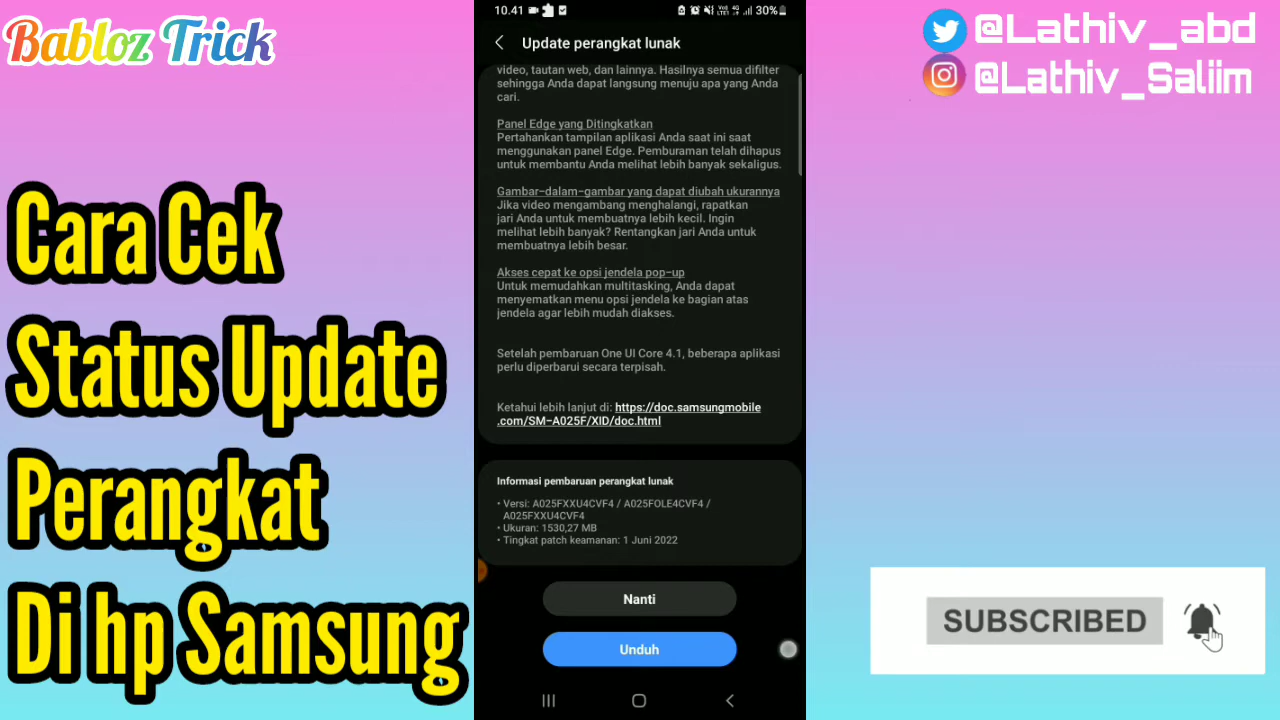 Babloz Trick
Cara Cek
Status Update
Perangkat
Di hp Samsung
10.41
30%
Update perangkat lunak
video, tautan web, dan lainnya. Hasilnya semua difilter
sehingga Anda dapat langsung menuju apa yang Anda
cari.
Panel Edge yang Ditingkatkan
Pertahankan tampilan aplikasi Anda saat ini saat
menggunakan panel Edge. Pemburaman telah dihapus
untuk membantu Anda melihat lebih banyak sekaligus.
Gambar-dalam-gambar yang dapat diubah ukurannya
Jika video mengambang menghalangi, rapatkan
jari Anda untuk membuatnya lebih kecil. Ingin
melihat lebih banyak? Rentangkan jari Anda untuk
membuatnya lebih besar.
Akses cepat ke opsi jendela pop-up
Untuk memudahkan multitasking, Anda dapat
menyematkan menu opsi jendela ke bagian atas
jendela agar lebih mudah diakses.
Setelah pembaruan One UI Core 4.1, beberapa aplikasi
perlu diperbarui secara terpisah.
Ketahui lebih lanjut di: https://doc.samsungmobile
.com/SM-A025F/XID/doc.html
Informasi pembaruan perangkat lunak
• Versi: A025FXXU4CVF4 / A025FOLE4CVF4 /
A025FXXU4CVF4
• Ukuran: 1530,27 MB
• Tingkat patch keamanan: 1 Juni 2022
Nanti
Unduh
@Lathiv_abd
@Lathiv_Saliim
SUBSCRIBED